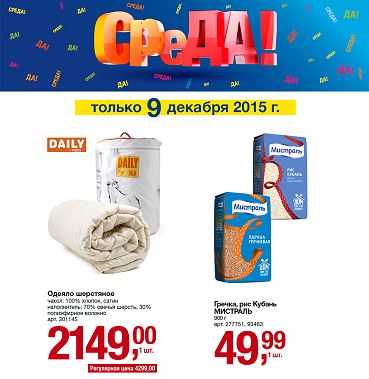 СРЕДА!
только 9 декабря 2015 г.
DAILY
DAILY
Мистраль
РИС
КУБАНЬ
Мистраль
ЯДРИЦА
ГРЕЧНЕВАЯ
Одеяло шерстяное
чехол: 100% хлопок, сатин
наполнитель: 70% овечья шерсть, 30%
полиэфирное волокно
арт. 301145
2149,00
1 шт.
Регулярная цена 4299,00
Гречка, рис Кубань
МИСТРАЛЬ
900 г
арт. 277751, 93463
49,99
1 шт.